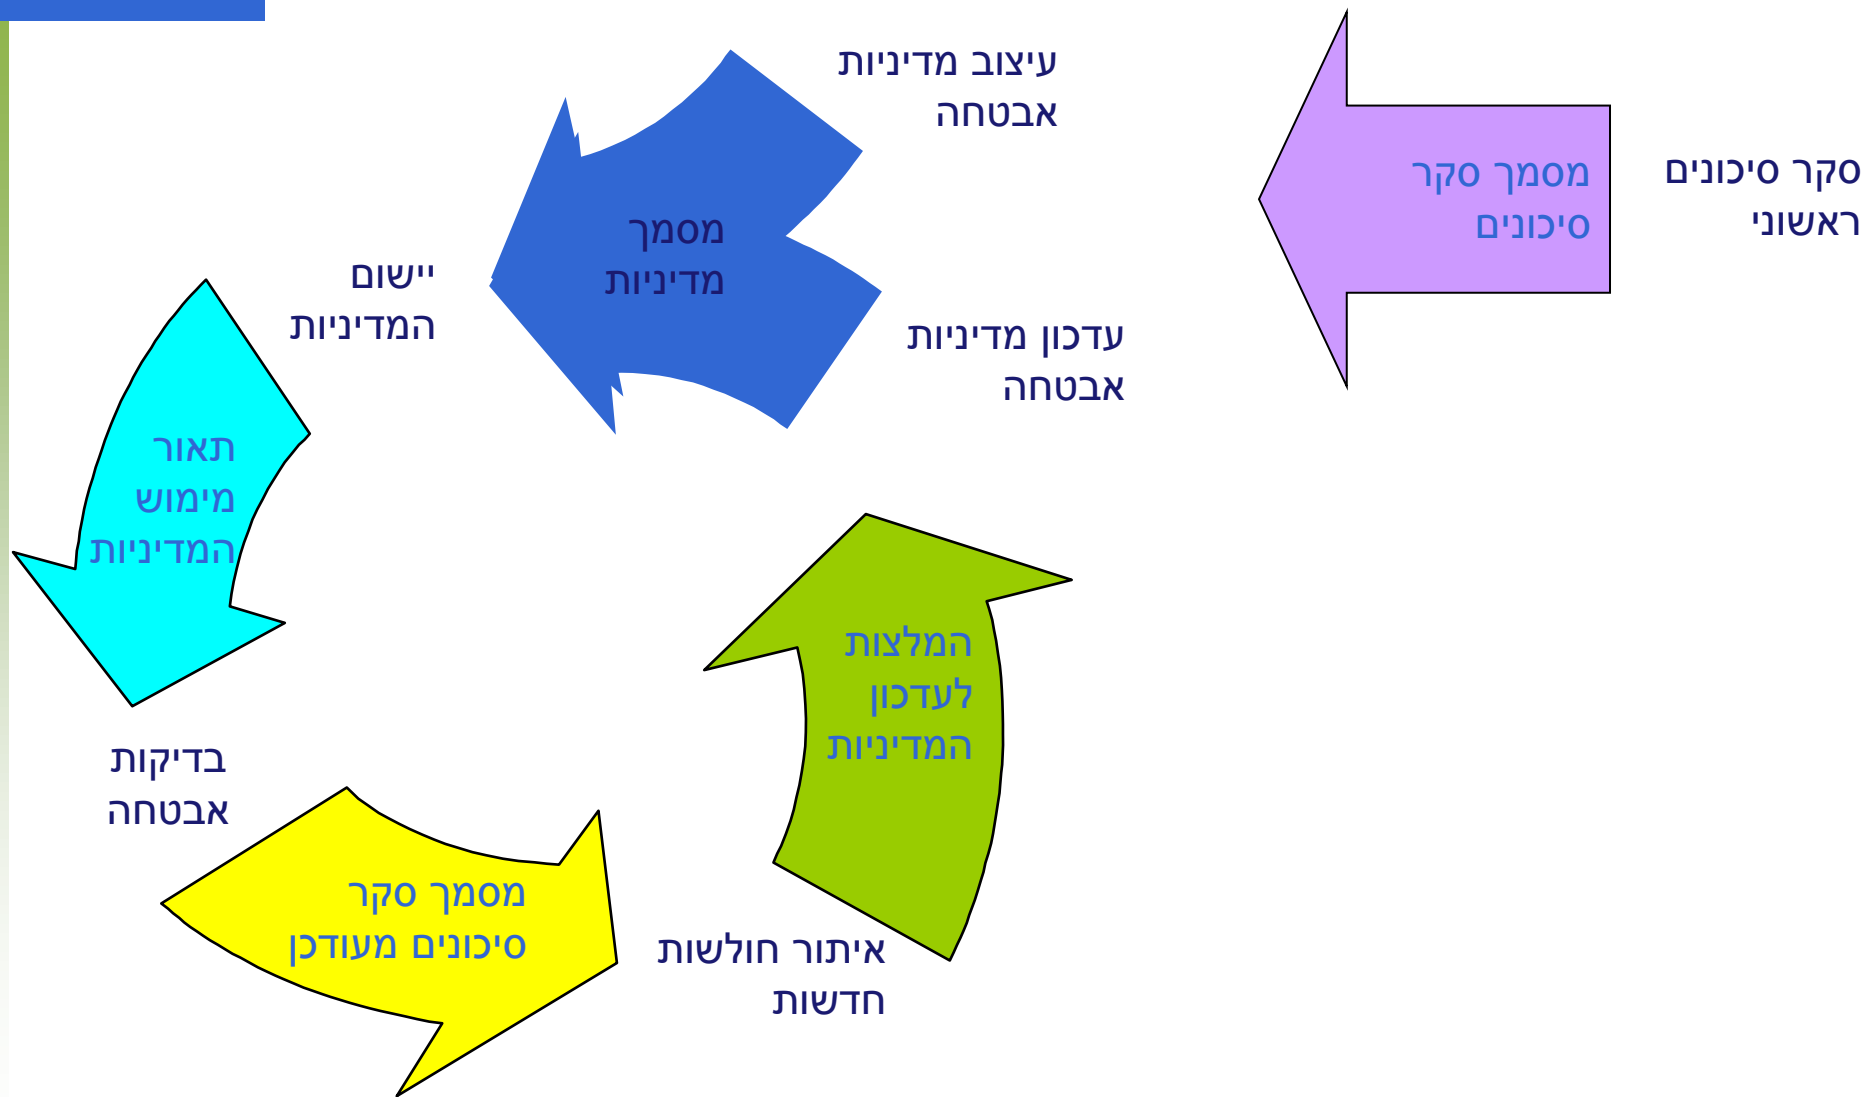 סקר סיכונים
ראשוני
מסמך סקר
סיכונים
עיצוב מדיניות
אבטחה
עדכון מדיניות
אבטחה
מסמך
מדיניות
יישום
המדיניות
תאור
מימוש
המדיניות
בדיקות
אבטחה
מסמך סקר
סיכונים מעודכן
איתור חולשות
חדשות
המלצות
לעדכון
המדיניות